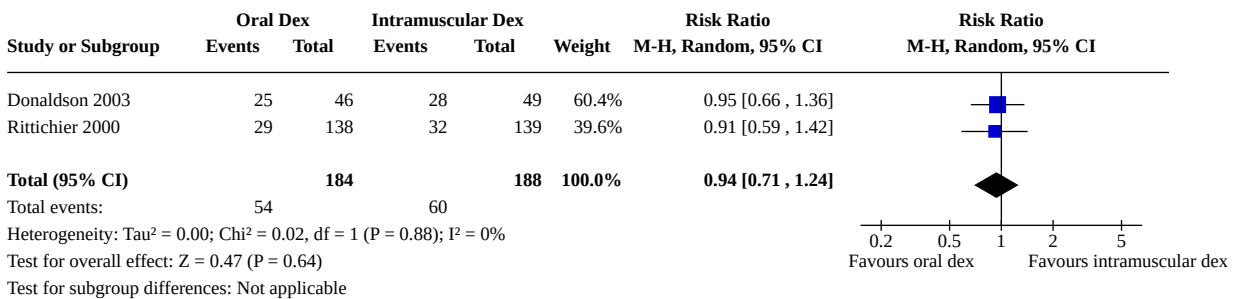 Oral Dex Intramuscular Dex Risk Ratio Risk Ratio
Study or Subgroup Events Total Events Total Weight M-H, Random, 95% CI M-H, Random, 95% CI
Donaldson 2003 25 46 28 49 60.4% 0.95 [0.66 , 1.36]
Rittichier 2000 29 138 32 139 39.6% 0.91 [0.59 , 1.42]
Total (95% CI) 184 188 100.0% 0.94 [0.71 , 1.24]
Total events: 54 60
Heterogeneity: Tau² = 0.00; Chi² = 0.02, df = 1 (P = 0.88); I² = 0%
0.2 0.5 1 2 5
Test for overall effect: Z = 0.47 (P = 0.64)
Favours oral dex Favours intramuscular dex
Test for subgroup differences: Not applicable